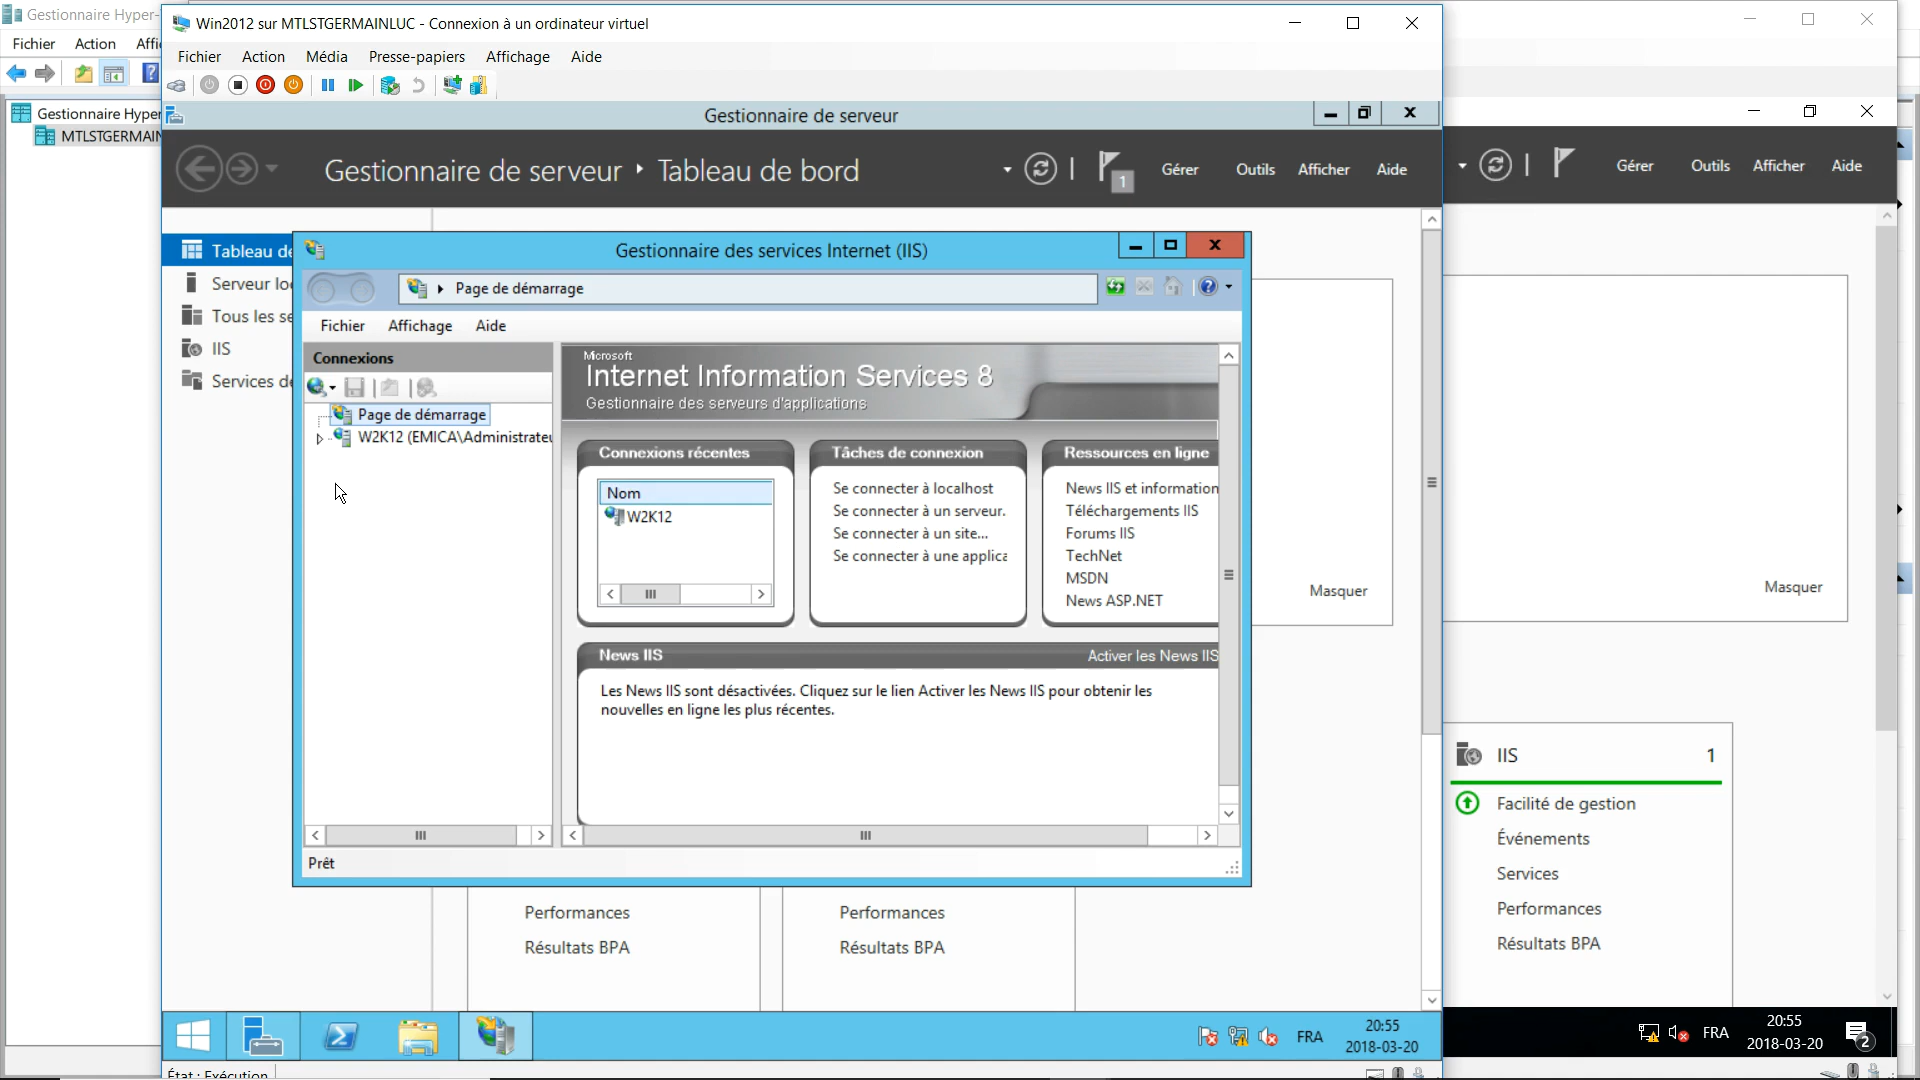 Gestionnaire Hyper-
Fichier Action Affi
Gestionnaire Hyper
MTLSTGERMAIN
Win2012 sur MTLSTGERMAINLUC - Connexion à un ordinateur virtuel
Fichier Action Média Presse-papiers Affichage Aide
Gestionnaire de serveur
Gestionnaire de serveur Tableau de bord
1 Gérer Outils Afficher Aide
Gérer Outils Afficher Aide
Tableau de
Serveur lo
Tous les se
IIS
Services de
Gestionnaire des services Internet (IIS)
Page de démarrage
Fichier Affichage Aide
Connexions
Page de démarrage
W2K12 (EMICA\Administrateu
Microsoft
Internet Information Services 8
Gestionnaire des serveurs d'applications
Connexions récentes
Nom
W2K12
Tâches de connexion
Se connecter à localhost
Se connecter à un serveur.
Se connecter à un site...
Se connecter à une applica
Ressources en ligne
News IIS et information
Téléchargements IIS
Forums IIS
TechNet
MSDN
News ASP.NET
News IIS
Activer les News IIS
Les News IIS sont désactivées. Cliquez sur le lien Activer les News IIS pour obtenir les
nouvelles en ligne les plus récentes.
Prêt
Masquer
Masquer
Performances
Résultats BPA
Performances
Résultats BPA
IIS 1
Facilité de gestion
Événements
Services
Performances
Résultats BPA
FRA
20:55
2018-03-20
FRA
20:55
2018-03-20
2
État : Exécution